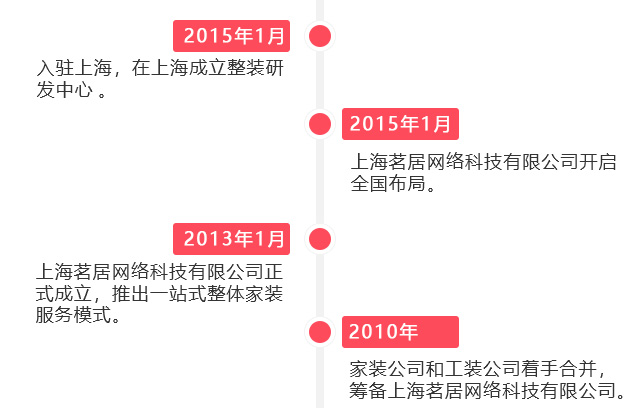 2015年1月
入驻上海，在上海成立整装研
发中心 。
2015年1月
上海茗居网络科技有限公司开启
全国布局。
2013年1月
上海茗居网络科技有限公司正
式成立，推出一站式整体家装
服务模式。
2010年
家装公司和工装公司着手合并，
筹备上海茗居网络科技有限公司。